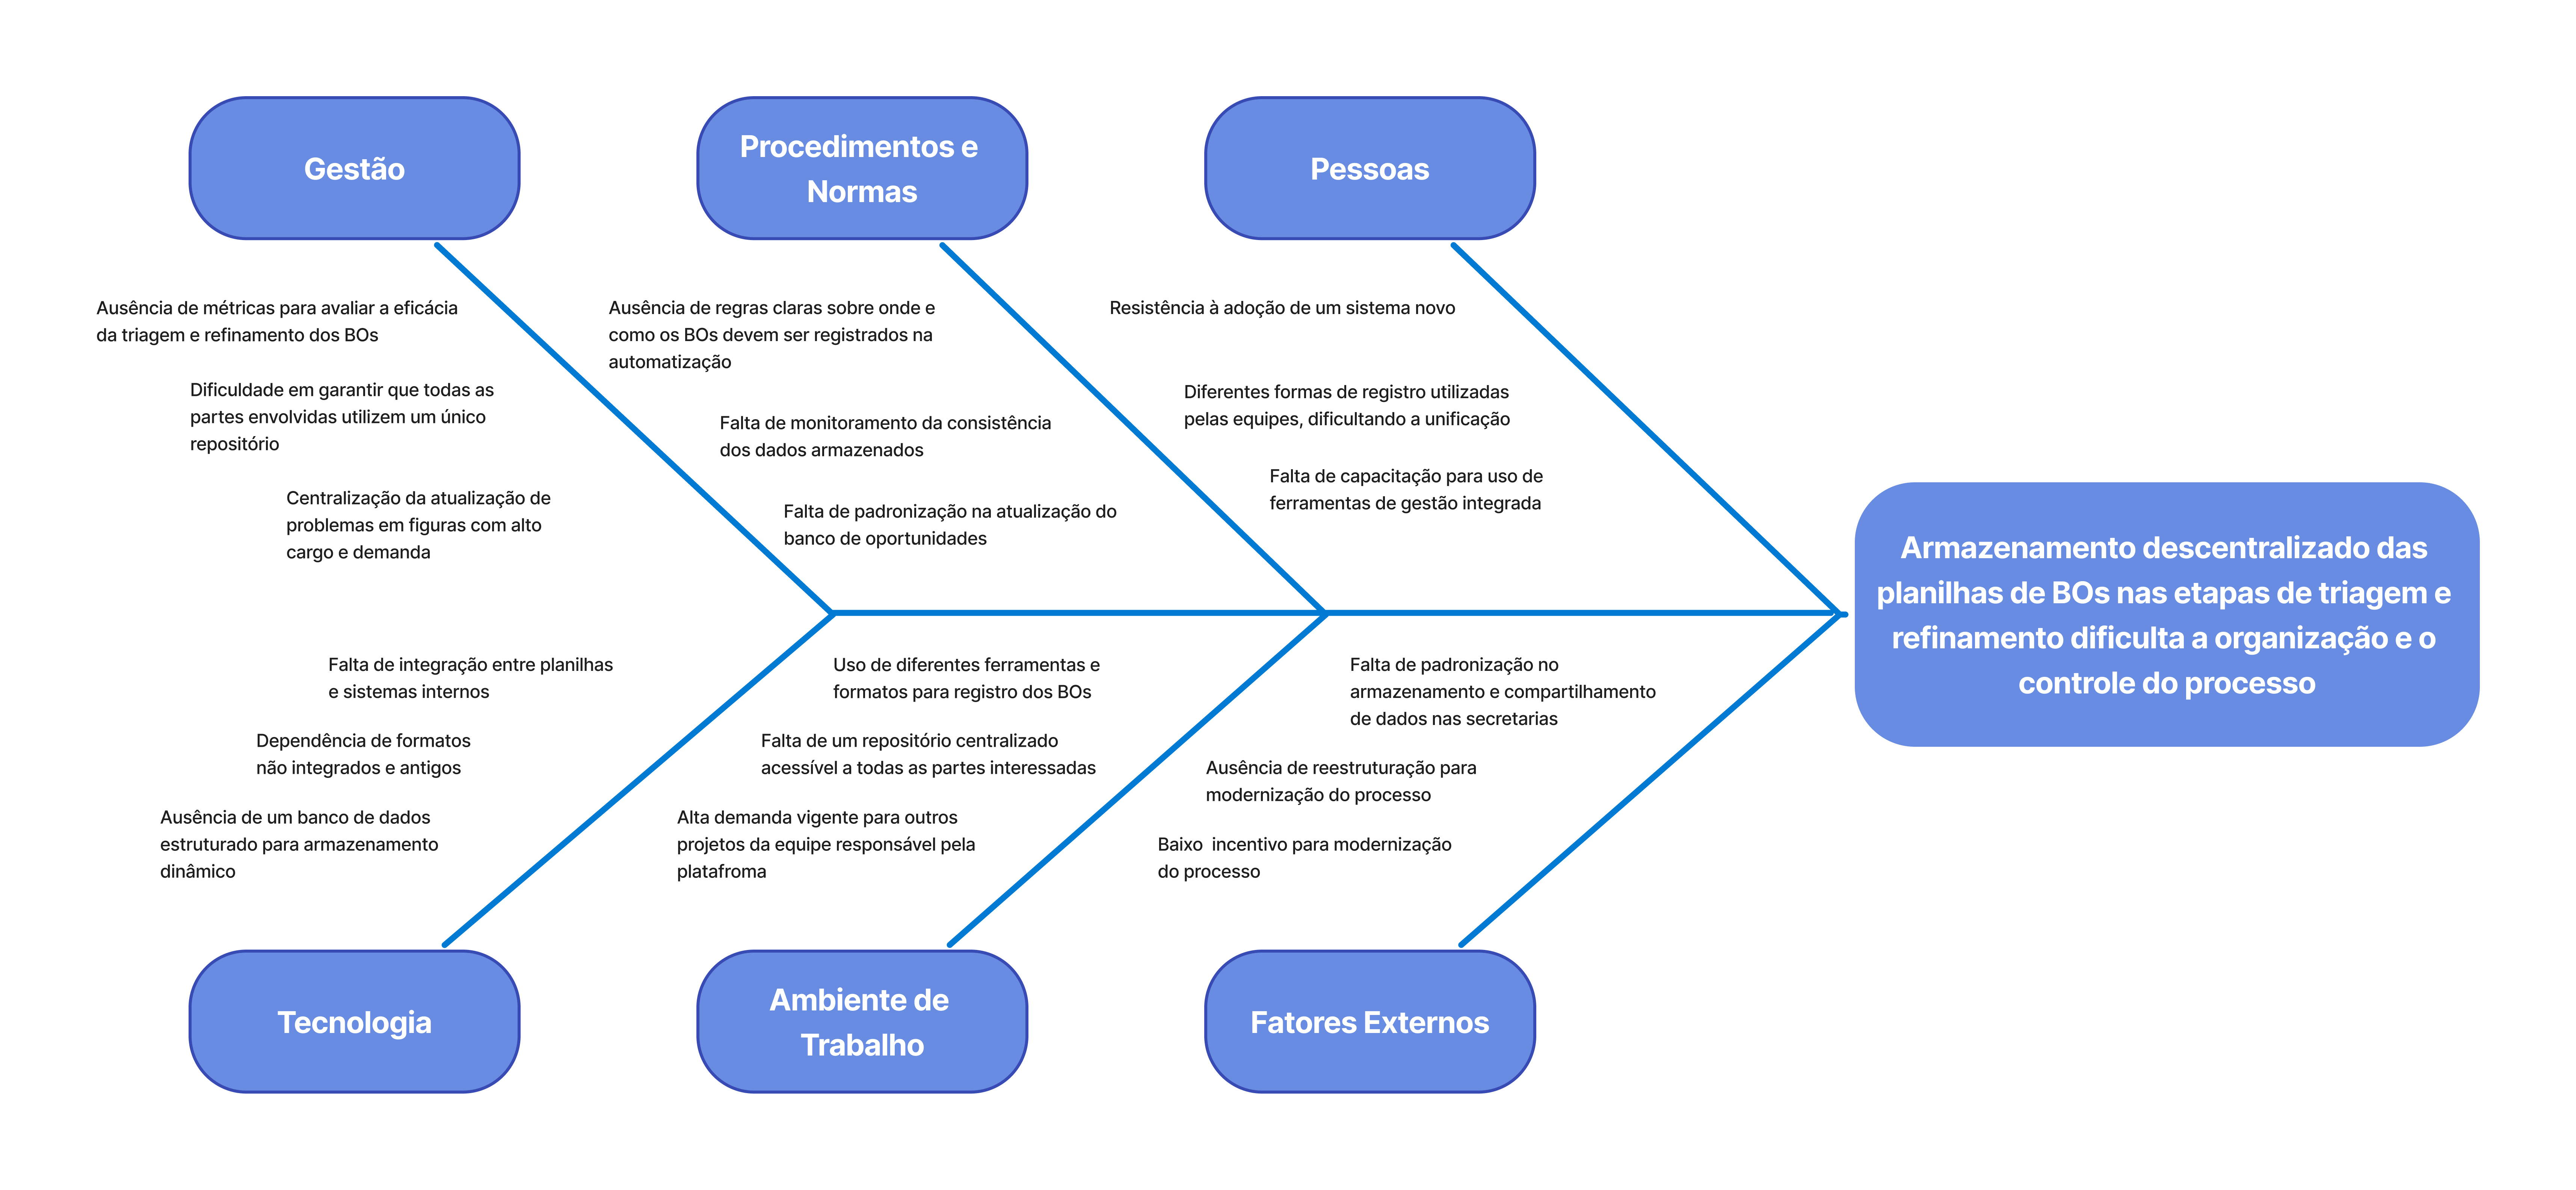 Gestão
Procedimentos e
Normas
Pessoas
Ausência de métricas para avaliar a eficácia
da triagem e refinamento dos BOs
Dificuldade em garantir que todas as
partes envolvidas utilizem um único
repositório
Centralização da atualização de
problemas em figuras com alto
cargo e demanda
Ausência de regras claras sobre onde e
como os BOs devem ser registrados na
automatização
Falta de monitoramento da consistência
dos dados armazenados
Falta de padronização na atualização do
banco de oportunidades
Resistência à adoção de um sistema novo
Diferentes formas de registro utilizadas
pelas equipes, dificultando a unificação
Falta de capacitação para uso de
ferramentas de gestão integrada
Armazenamento descentralizado das
planilhas de BOs nas etapas de triagem e
refinamento dificulta a organização e o
controle do processo
Falta de integração entre planilhas
e sistemas internos
Dependência de formatos
não integrados e antigos
Ausência de um banco de dados
estruturado para armazenamento
dinâmico
Uso de diferentes ferramentas e
formatos para registro dos BOs
Falta de um repositório centralizado
acessível a todas as partes interessadas
Alta demanda vigente para outros
projetos da equipe responsável pela
platafroma
Falta de padronização no
armazenamento e compartilhamento
de dados nas secretarias
Ausência de reestruturação para
modernização do processo
Baixo  incentivo para modernização
do processo
Tecnologia
Ambiente de
Trabalho
Fatores Externos